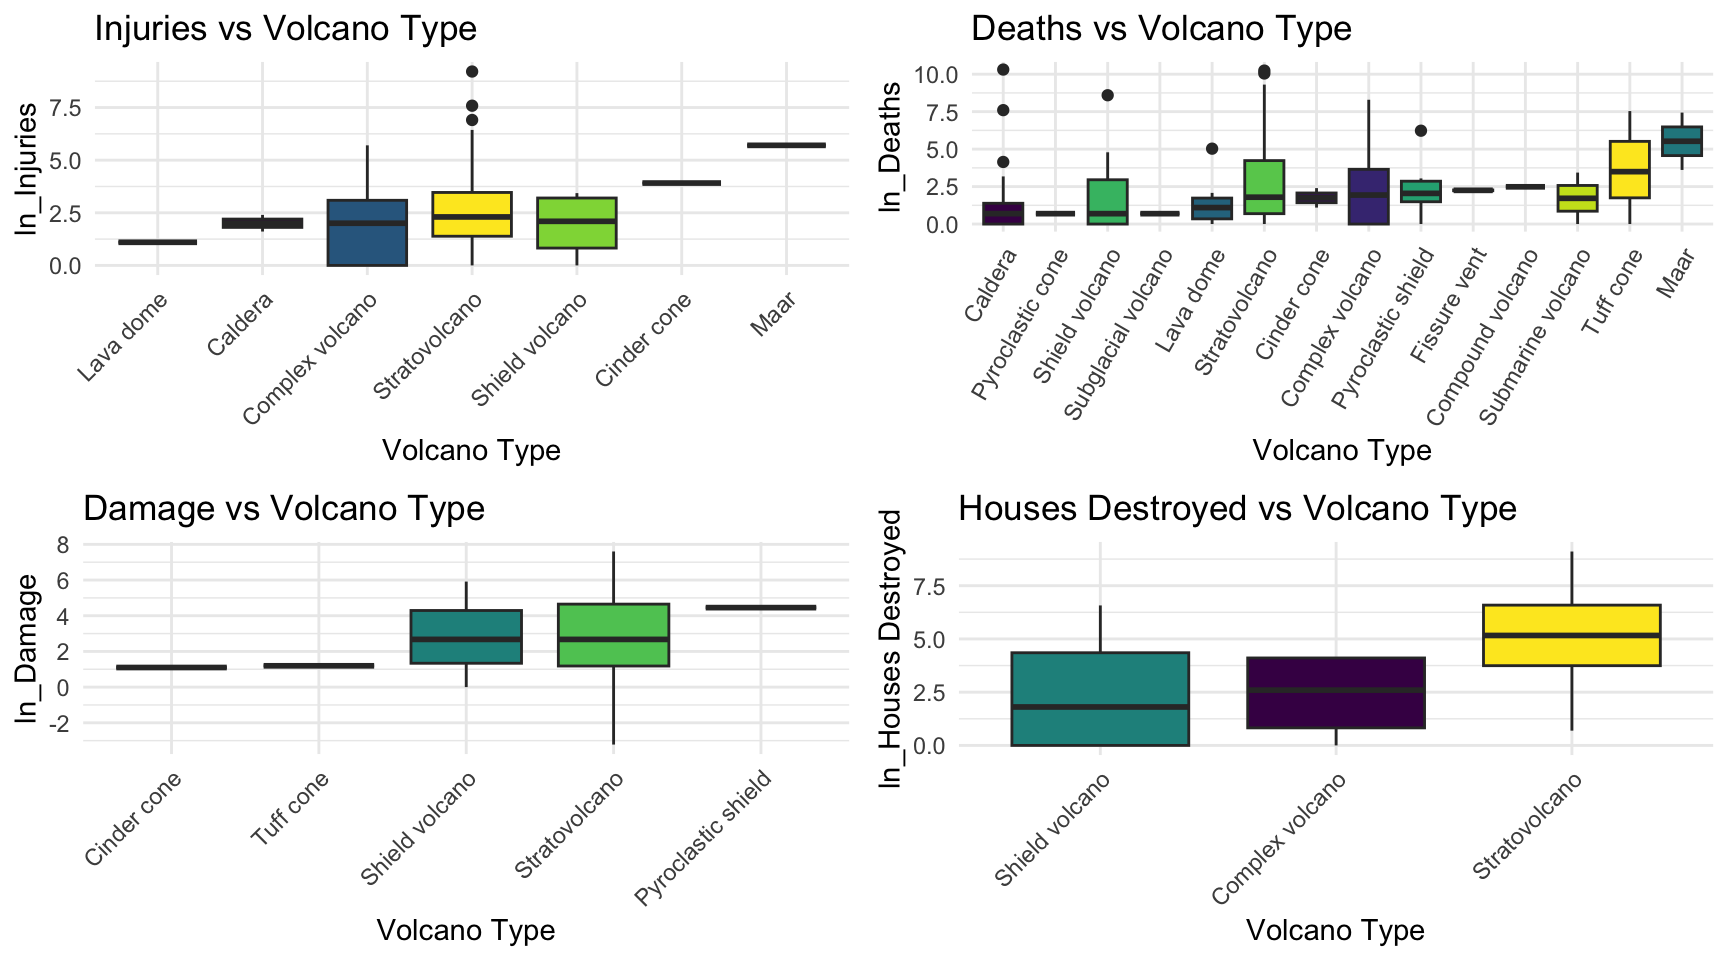 Injuries vs Volcano Type
ln_Injuries
7.5
5.0
2.5
0.0
Lava dome
Caldera
Complex volcano
Stratovolcano
Shield volcano
Cinder cone
Maar
Volcano Type
Deaths vs Volcano Type
ln_Deaths
10.0
7.5
5.0
2.5
0.0
Caldera
Pyroclastic cone
Shield volcano
Subglacial volcano
Lava dome
Stratovolcano
Cinder cone
Complex volcano
Pyroclastic shield
Fissure vent
Compound volcano
Submarine volcano
Tuff cone
Maar
Volcano Type
Damage vs Volcano Type
ln_Damage
8
6
4
2
0
-2
Cinder cone
Tuff cone
Shield volcano
Stratovolcano
Pyroclastic shield
Volcano Type
Houses Destroyed vs Volcano Type
ln_Houses Destroyed
7.5
5.0
2.5
0.0
Shield volcano
Complex volcano
Stratovolcano
Volcano Type